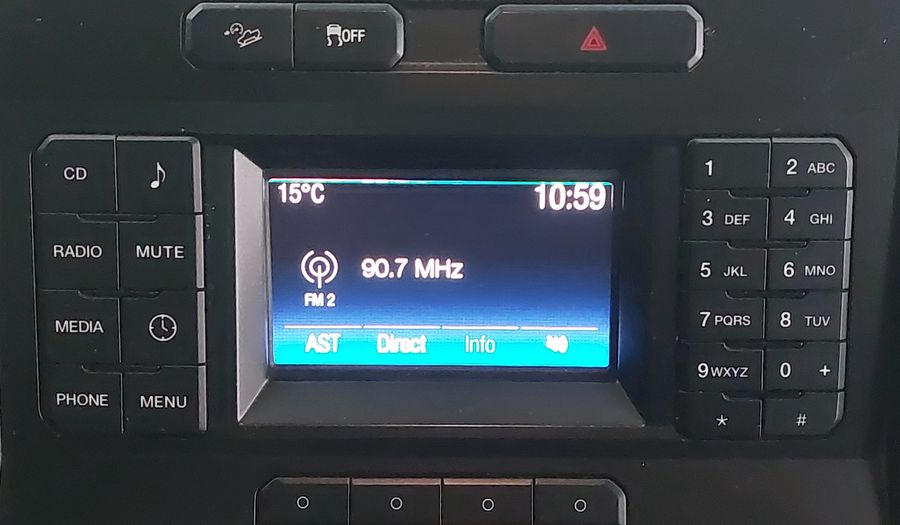 OFF
CD
RADIO MUTE
MEDIA
PHONE MENU
15°C 10:59
90.7 MHz
FM 2
AST Direct Info
1 2 ABC
3 DEF 4 GHI
5 JKL 6 MNO
7 PQRS 8 TUV
9 WXYZ 0 +
* #